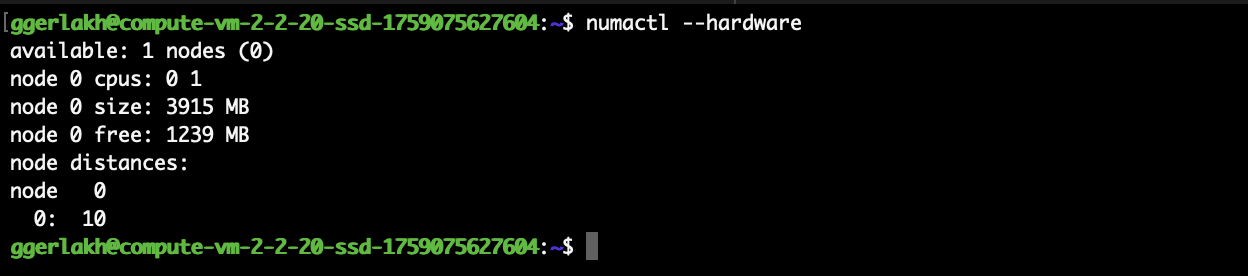 ggerlakh@compute-vm-2-2-20-ssd-1759075627604:~$ numactl --hardware
available: 1 nodes (0)
node 0 cpus: 0 1
node 0 size: 3915 MB
node 0 free: 1239 MB
node distances:
node   0
  0:  10
ggerlakh@compute-vm-2-2-20-ssd-1759075627604:~$